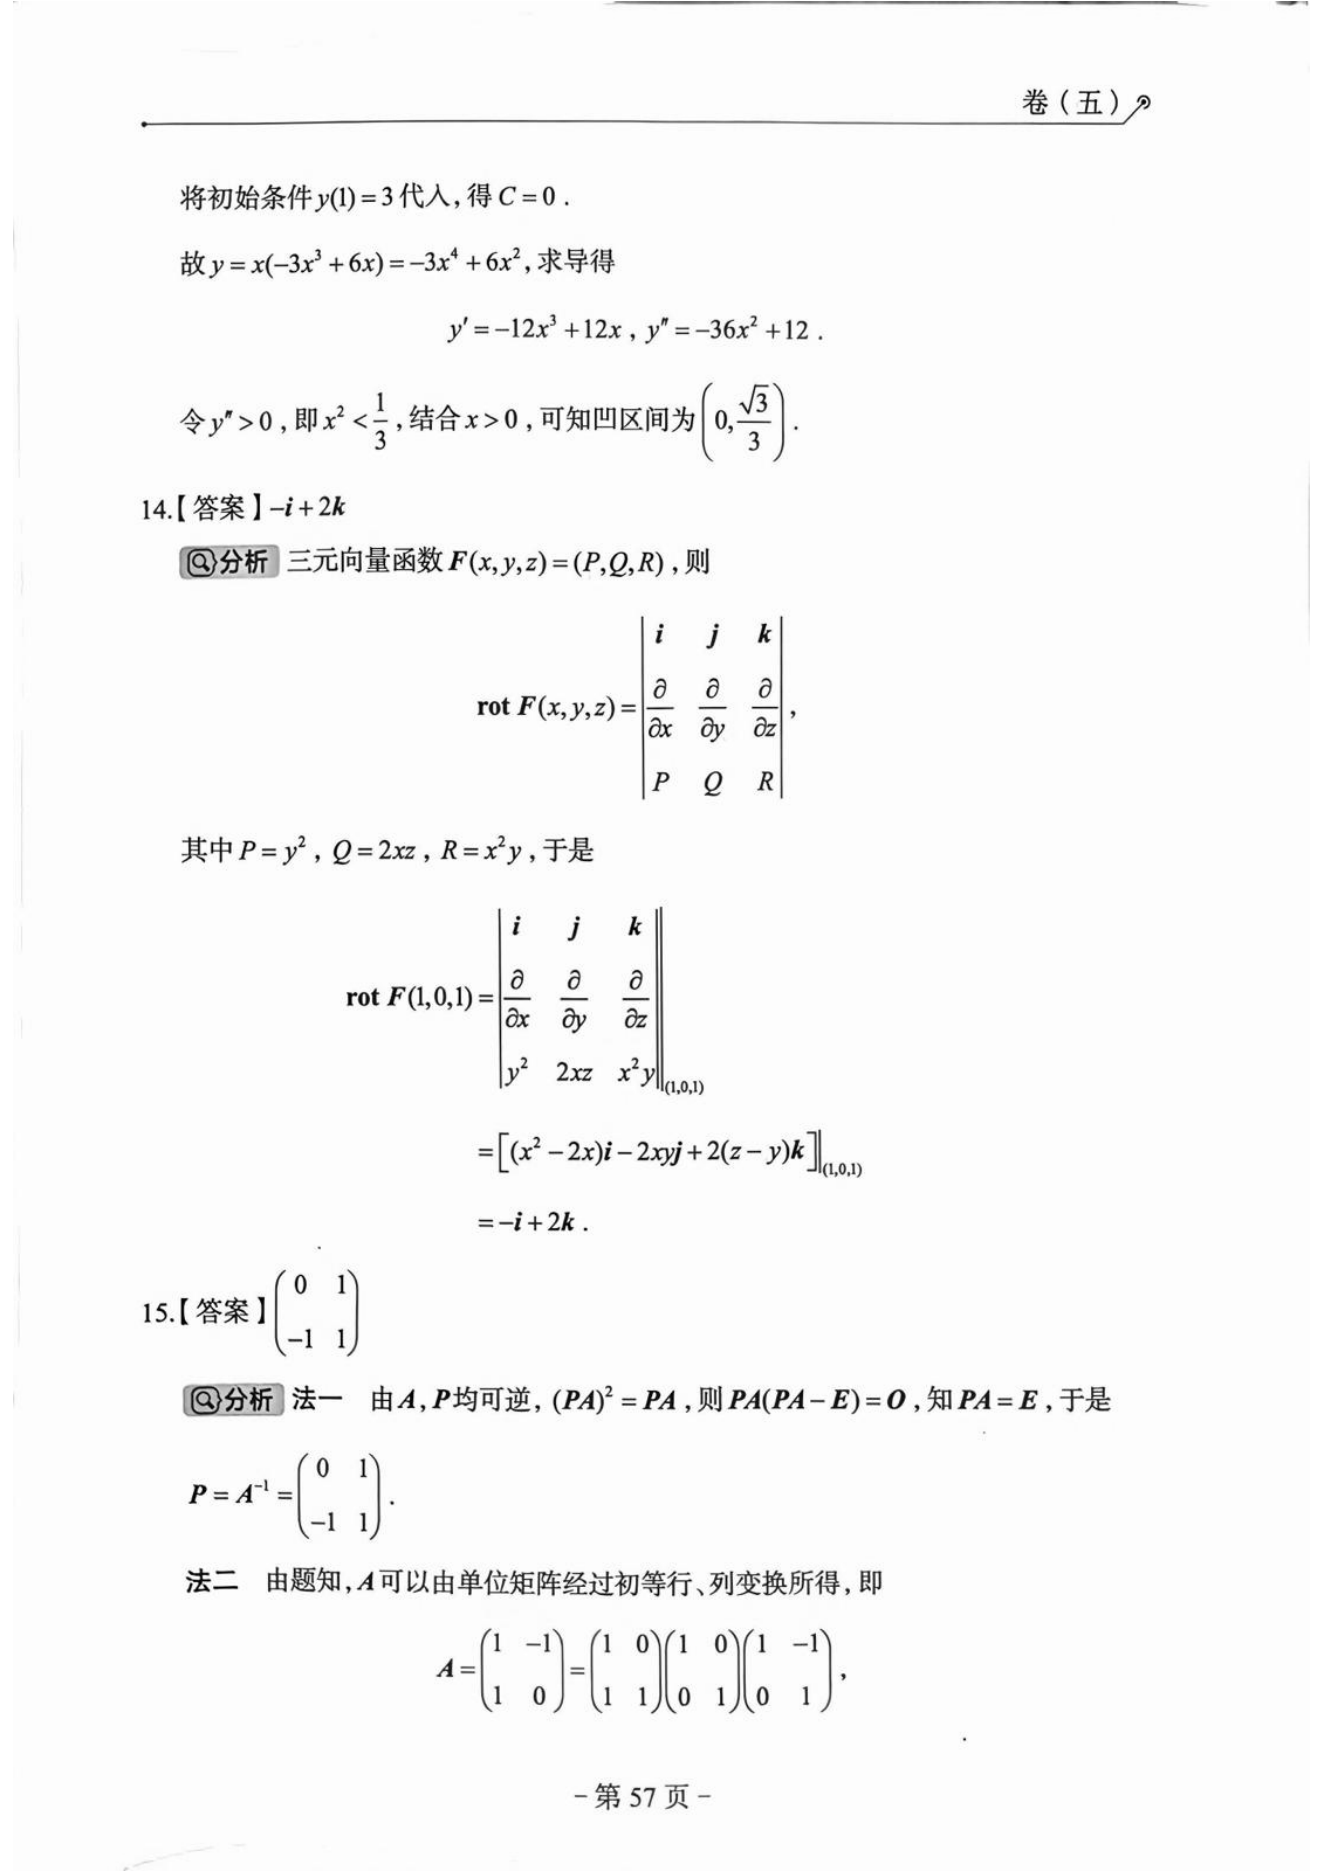 卷（五）
将初始条件y(1)=3代入,得C=0.
故y=x(−3x³+6x)=−3x⁴+6x²,求导得
y′=−12x³+12x, y″=−36x²+12.
令y″>0,即x²<1/3,结合x>0,可知凹区间为(0,√3/3).
14.【答案】−i+2k
分析 三元向量函数F(x,y,z)=(P,Q,R),则
rot F(x,y,z)=| i j k ; ∂/∂x ∂/∂y ∂/∂z ; P Q R |,
其中P=y², Q=2xz, R=x²y,于是
rot F(1,0,1)=| i j k ; ∂/∂x ∂/∂y ∂/∂z ; y² 2xz x²y ||(1,0,1)
=[(x²−2x)i−2xyj+2(z−y)k]|(1,0,1)
=−i+2k.
15.【答案】(0 1 ; −1 1)
分析 法一 由A,P均可逆, (PA)²=PA,则PA(PA−E)=O,知PA=E,于是
P=A⁻¹=(0 1 ; −1 1).
法二 由题知,A可以由单位矩阵经过初等行、列变换所得,即
A=(1 −1 ; 1 0)=(1 0 ; 1 1)(1 0 ; 0 1)(1 −1 ; 0 1),
-第57页-